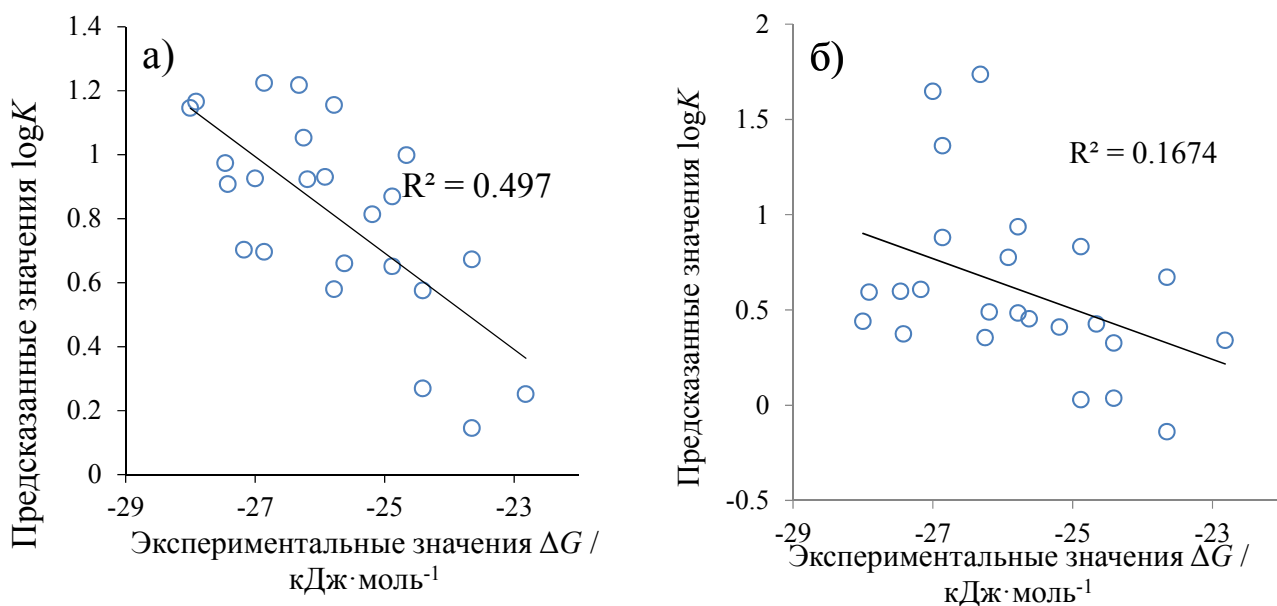 а)
Предсказанные значения logK
1.4
1.2
1
0.8
0.6
0.4
0.2
0
R² = 0.497
-29
-27
-25
-23
Экспериментальные значения ΔG /
кДж·моль⁻¹
б)
Предсказанные значения logK
2
1.5
1
0.5
0
-0.5
R² = 0.1674
-29
-27
-25
-23
Экспериментальные значения ΔG /
кДж·моль⁻¹